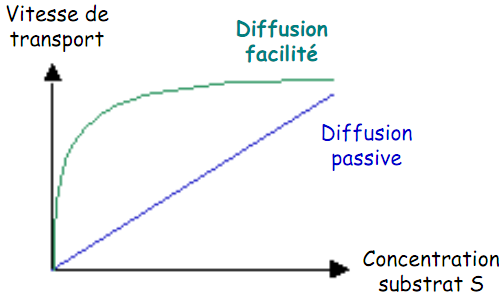 Vitesse de
transport
Diffusion
facilité
Diffusion
passive
Concentration
substrat S